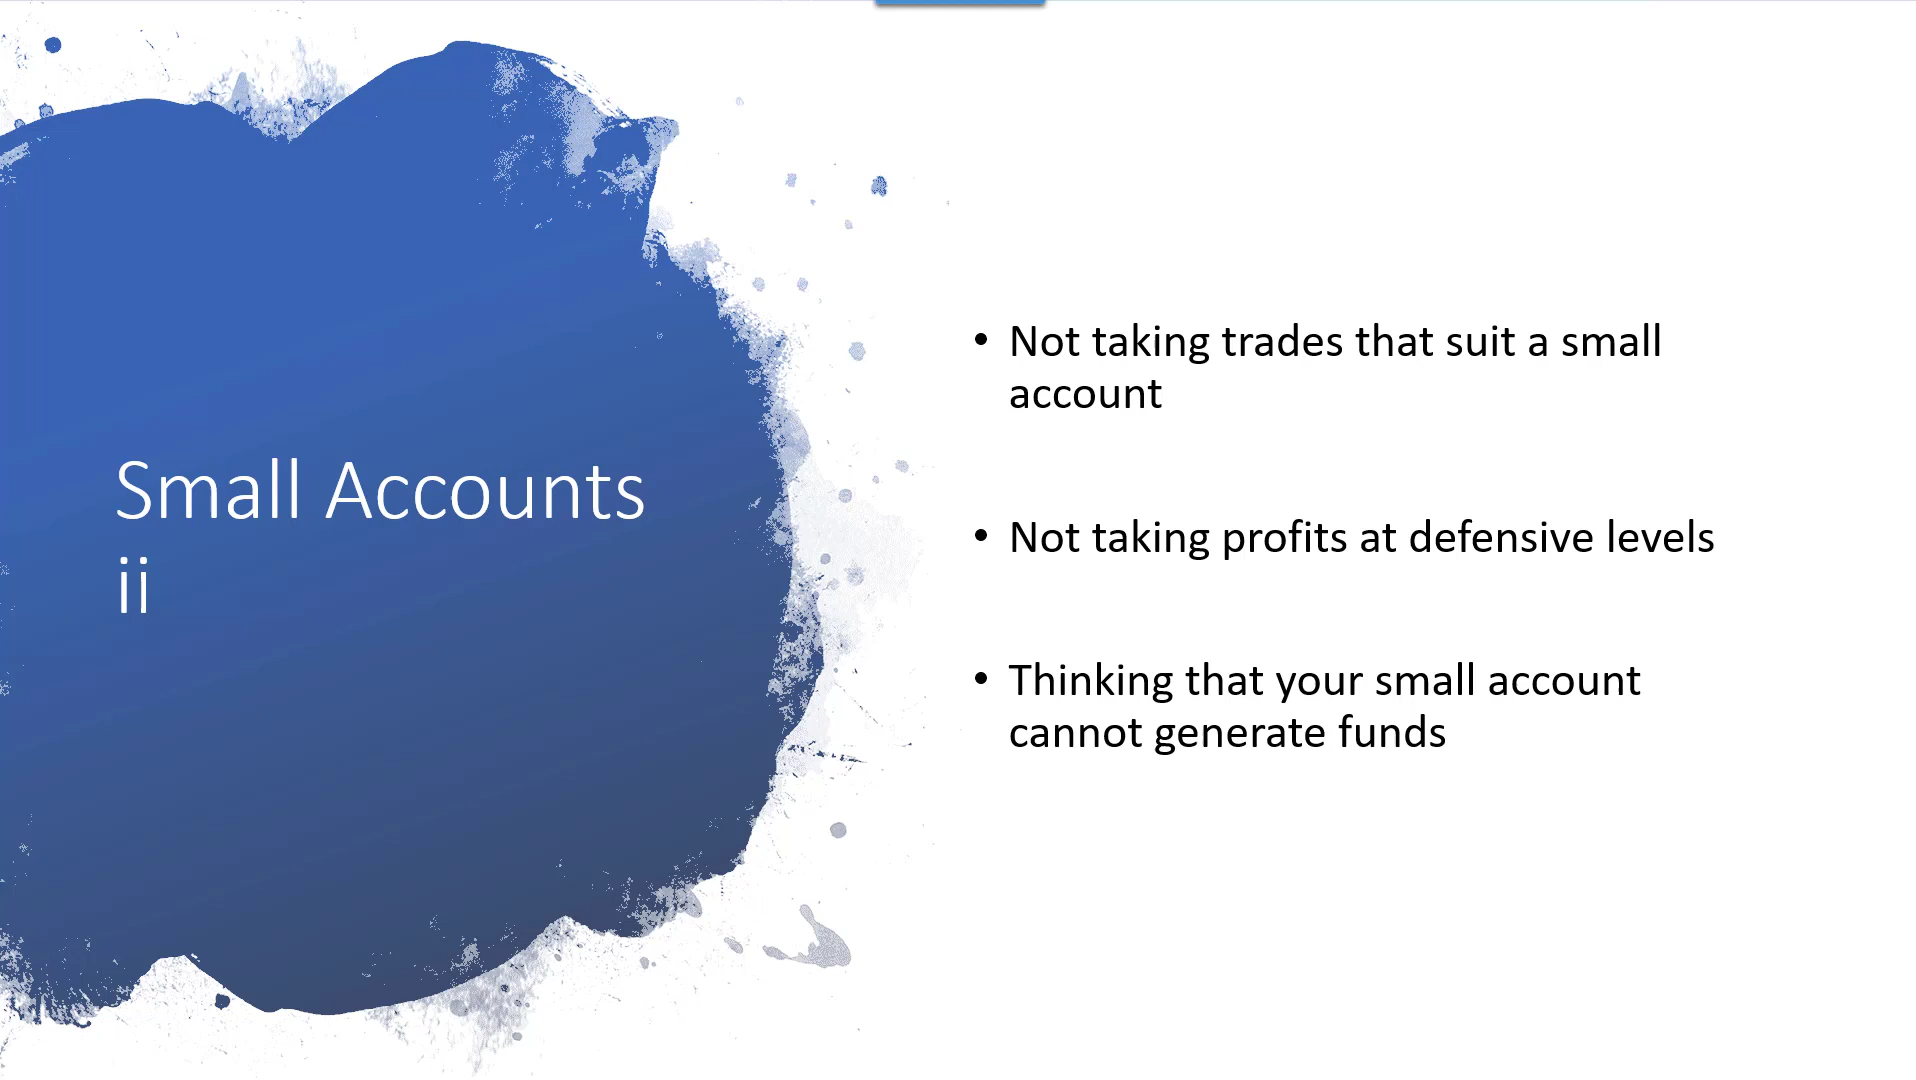 Small Accounts
ii
• Not taking trades that suit a small
account
• Not taking profits at defensive levels
• Thinking that your small account
cannot generate funds